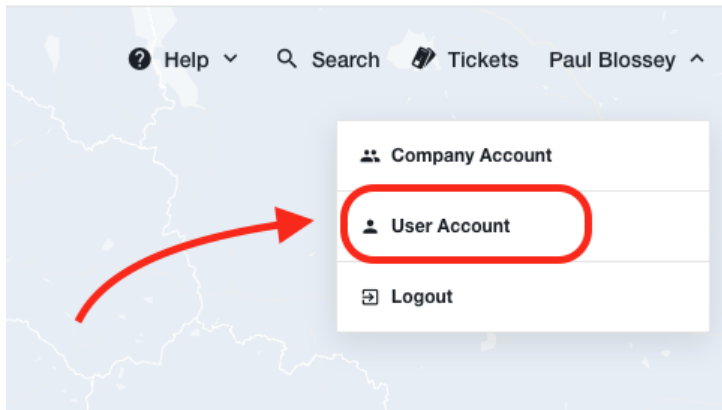 Help Search Tickets Paul Blossey
Company Account
User Account
Logout